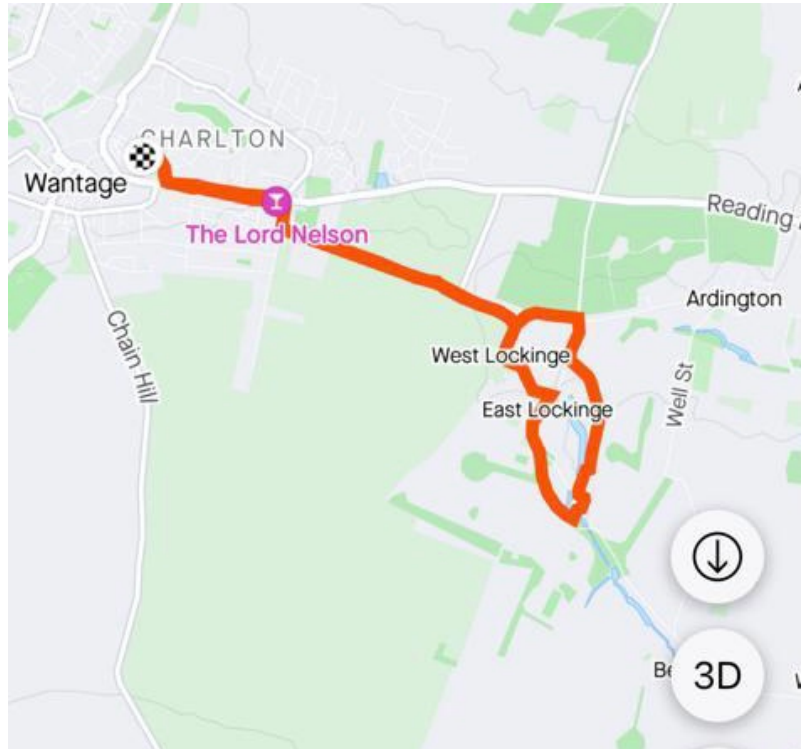 CHARLTON
Wantage
The Lord Nelson
Reading
Ardington
West Lockinge
Chain Hill
Well St
East Lockinge
3D